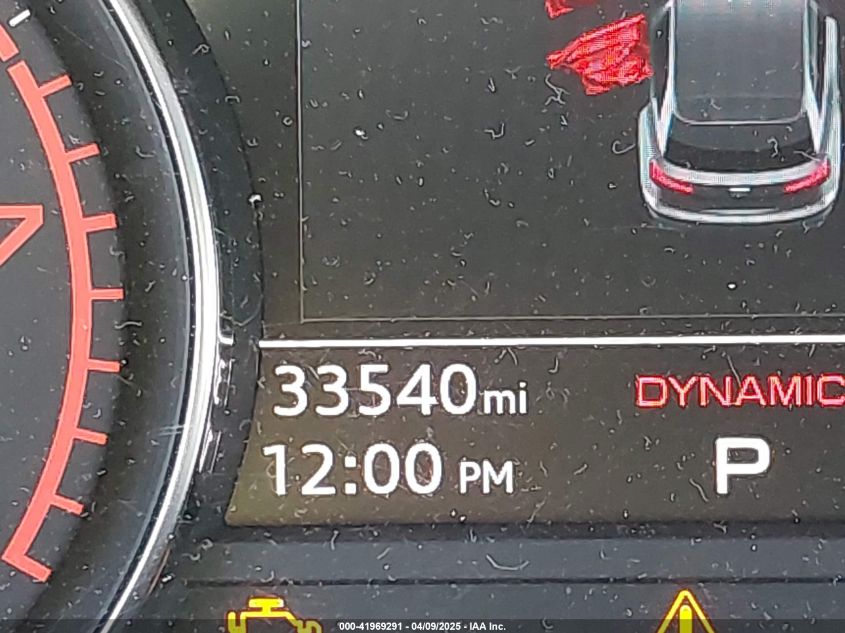 33540mi
DYNAMIC
12:00 PM
P
000-41969291 - 04/09/2025 - IAA Inc.